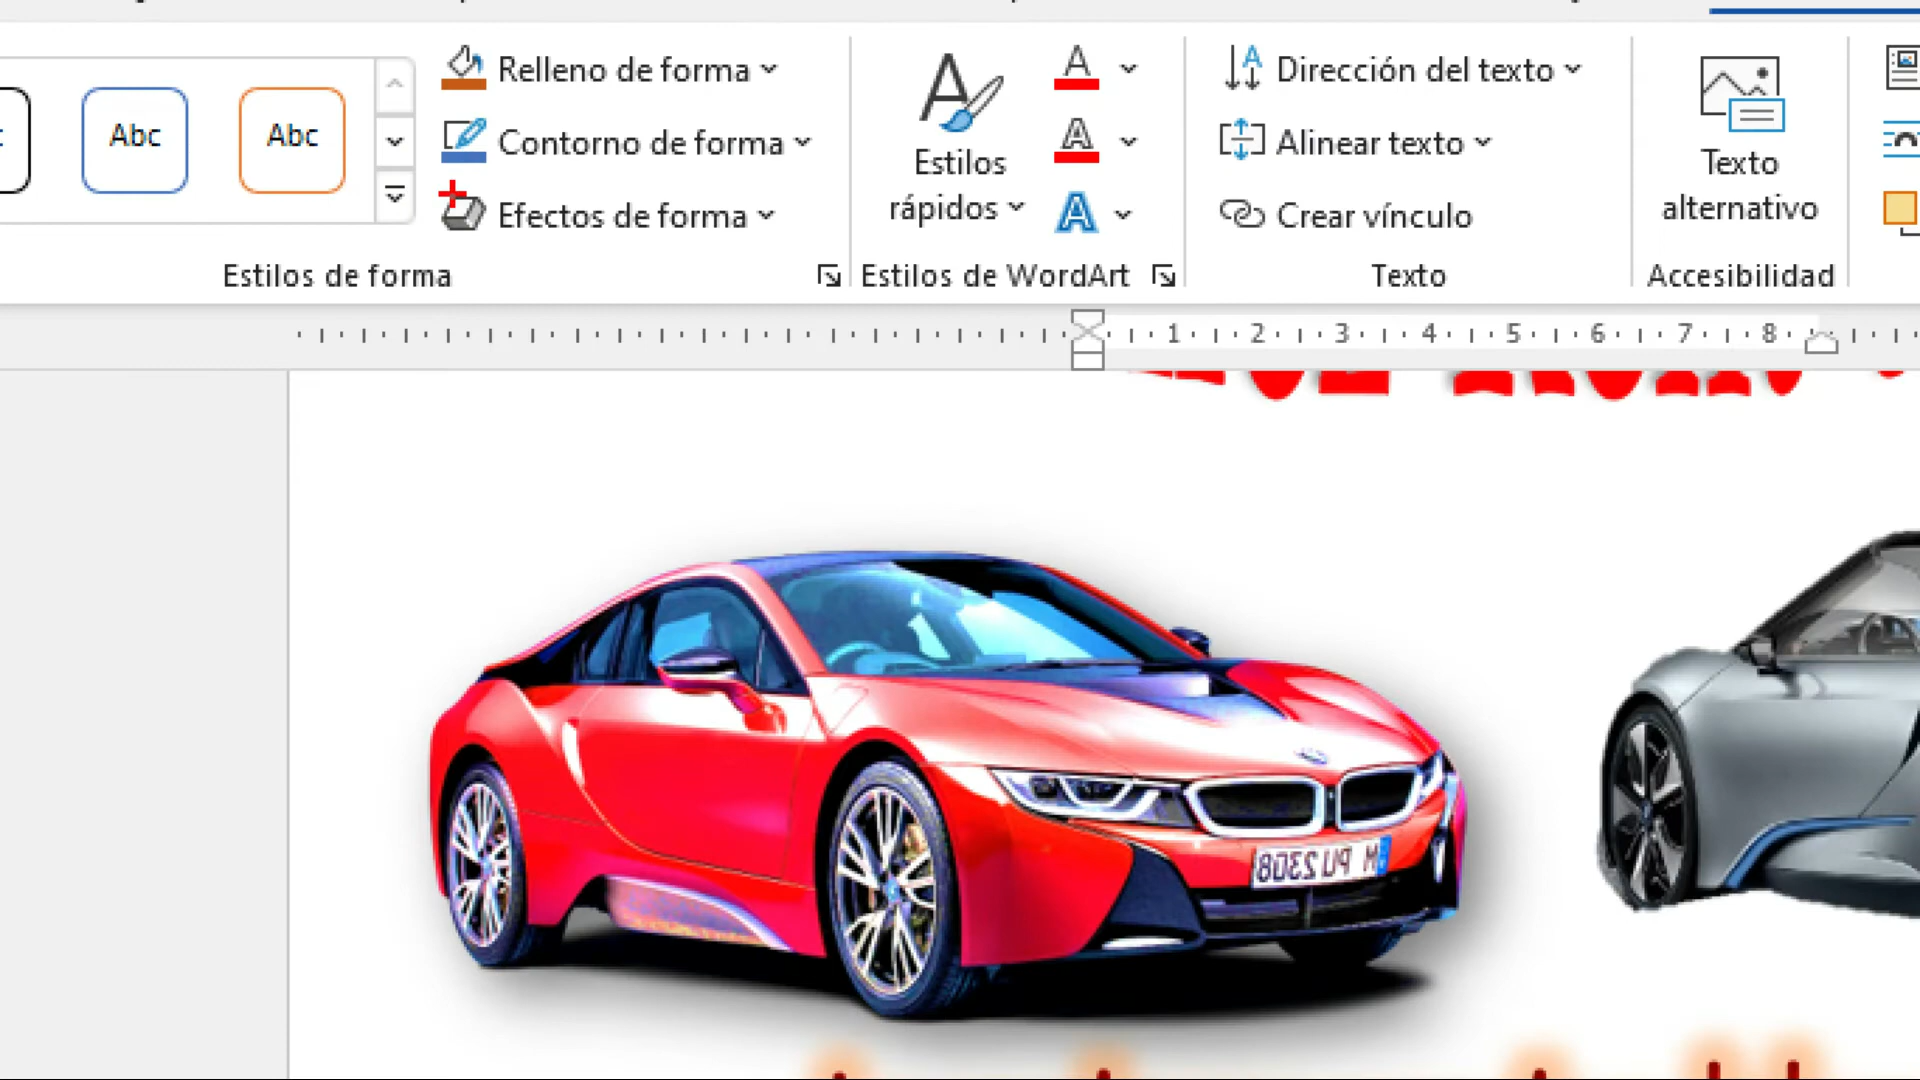 Abc
Abc
Relleno de forma
Contorno de forma
Efectos de forma
Estilos de forma
Estilos
rápidos
Estilos de WordArt
Dirección del texto
Alinear texto
Crear vínculo
Texto
Texto
alternativo
Accesibilidad
1 2 3 4 5 6 7 8